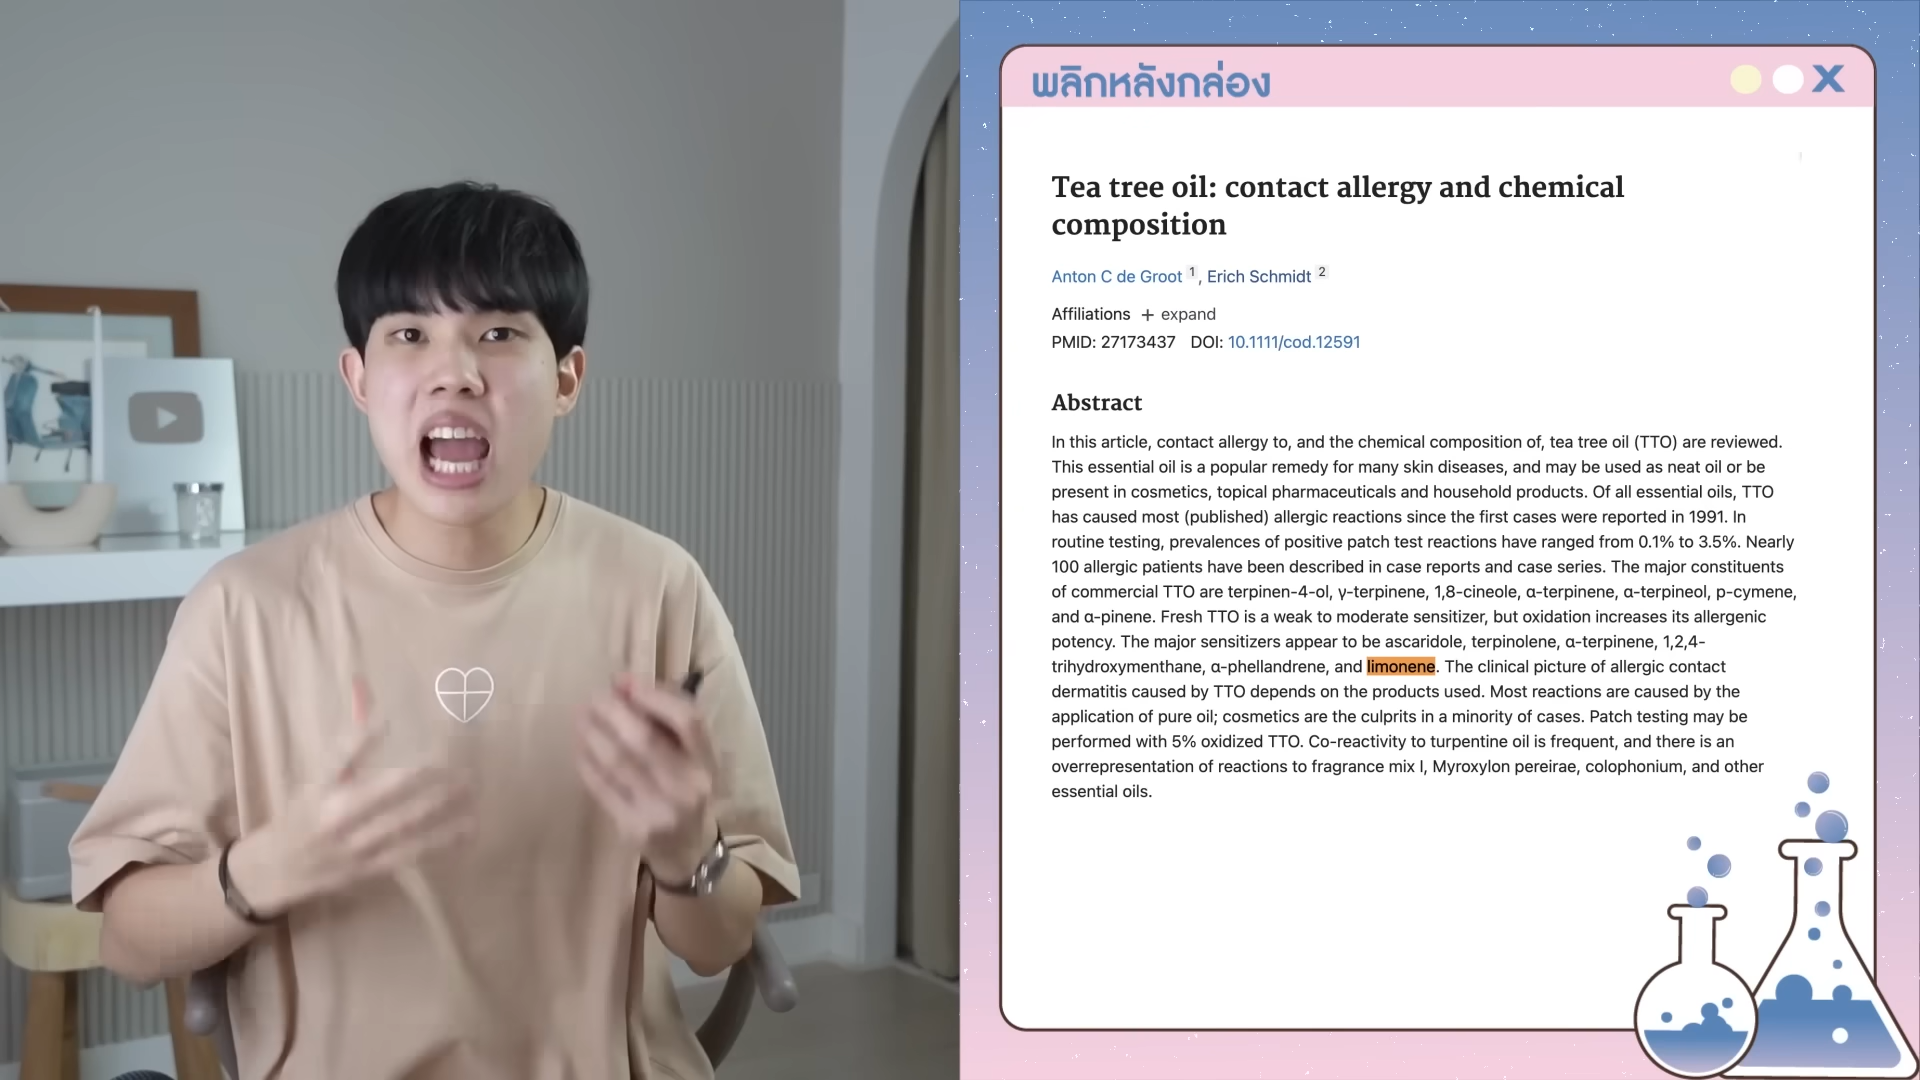 พลิกหลังกล่อง
X
Tea tree oil: contact allergy and chemical
composition
Anton C de Groot 1, Erich Schmidt 2
Affiliations + expand
PMID: 27173437 DOI: 10.1111/cod.12591
Abstract
In this article, contact allergy to, and the chemical composition of, tea tree oil (TTO) are reviewed.
This essential oil is a popular remedy for many skin diseases, and may be used as neat oil or be
present in cosmetics, topical pharmaceuticals and household products. Of all essential oils, TTO
has caused most (published) allergic reactions since the first cases were reported in 1991. In
routine testing, prevalences of positive patch test reactions have ranged from 0.1% to 3.5%. Nearly
100 allergic patients have been described in case reports and case series. The major constituents
of commercial TTO are terpinen-4-ol, γ-terpinene, 1,8-cineole, α-terpinene, α-terpineol, p-cymene,
and α-pinene. Fresh TTO is a weak to moderate sensitizer, but oxidation increases its allergenic
potency. The major sensitizers appear to be ascaridole, terpinolene, α-terpinene, 1,2,4-
trihydroxymenthane, α-phellandrene, and limonene. The clinical picture of allergic contact
dermatitis caused by TTO depends on the products used. Most reactions are caused by the
application of pure oil; cosmetics are the culprits in a minority of cases. Patch testing may be
performed with 5% oxidized TTO. Co-reactivity to turpentine oil is frequent, and there is an
overrepresentation of reactions to fragrance mix I, Myroxylon pereirae, colophonium, and other
essential oils.